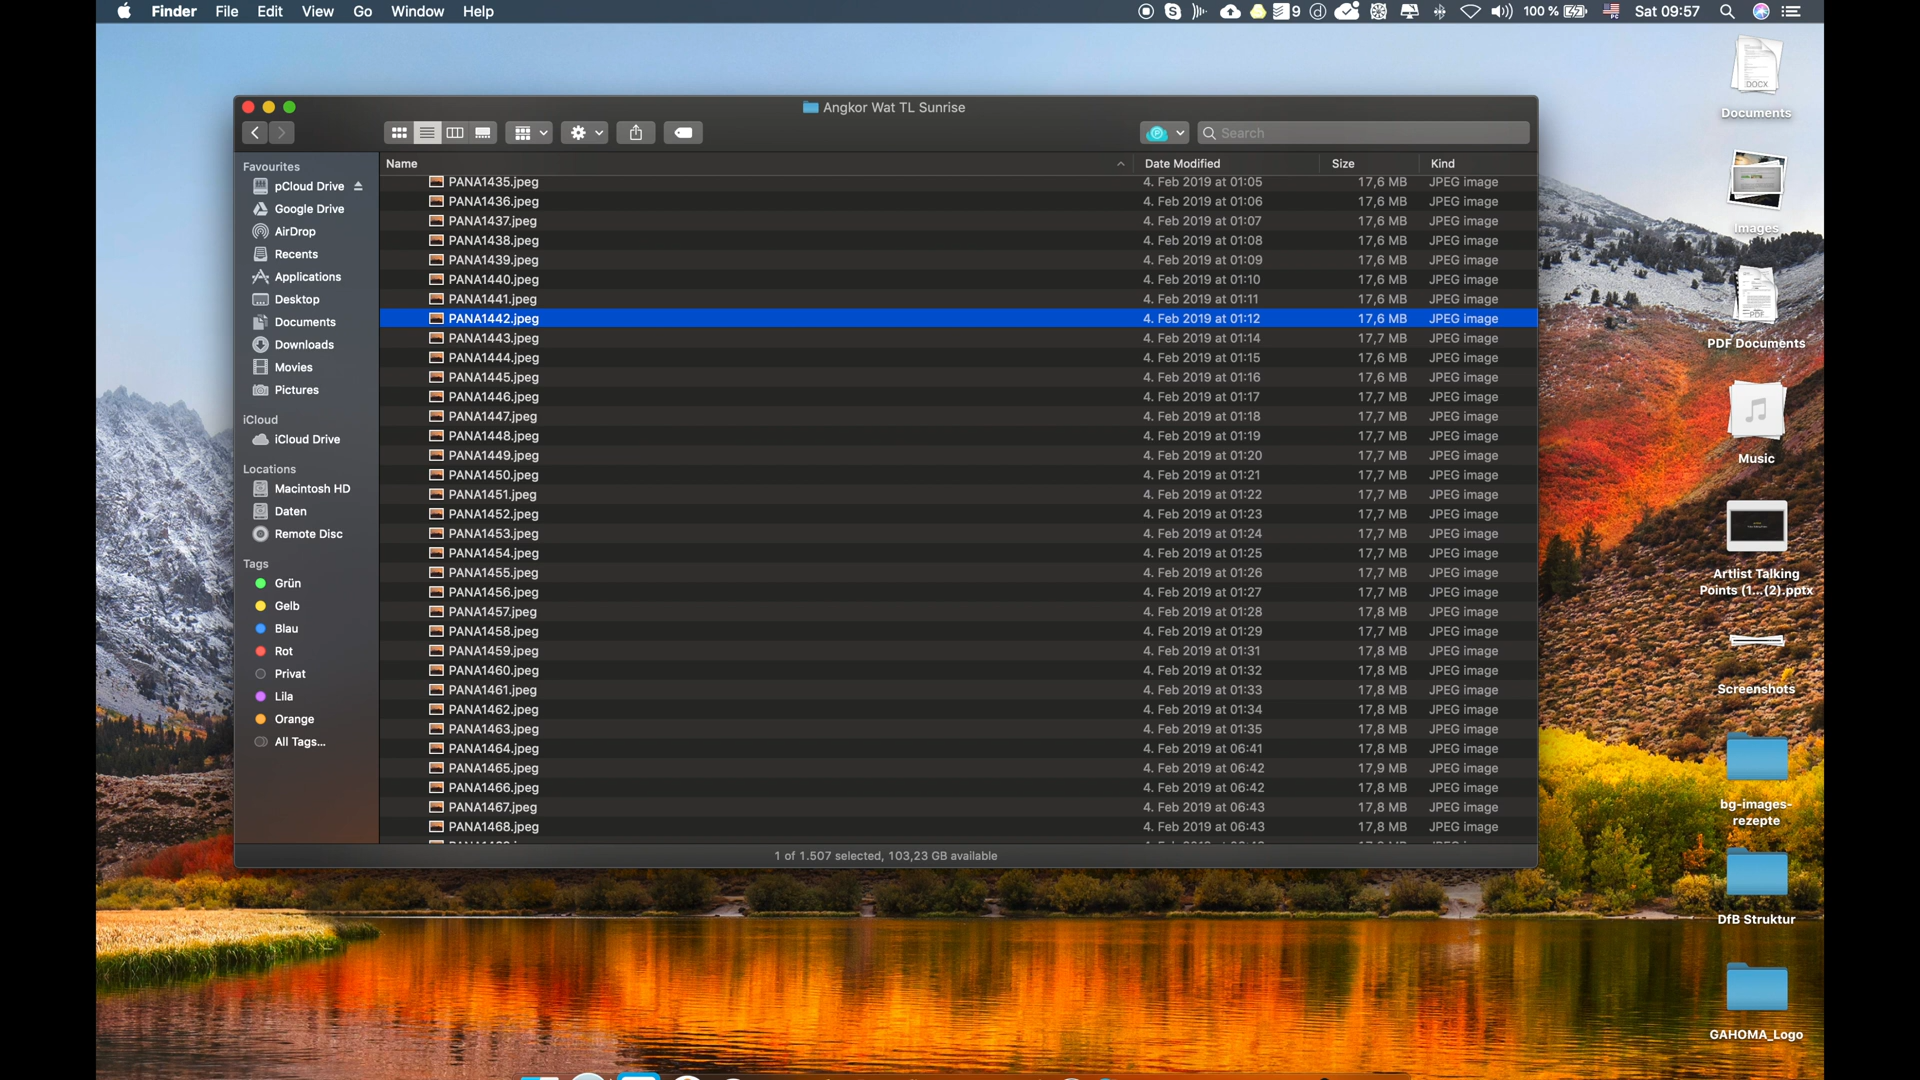 Finder File Edit View Go Window Help 9 100 % Sat 09:57
Angkor Wat TL Sunrise
Search
Favourites
pCloud Drive
Google Drive
AirDrop
Recents
Applications
Desktop
Documents
Downloads
Movies
Pictures
iCloud
iCloud Drive
Locations
Macintosh HD
Daten
Remote Disc
Tags
Grün
Gelb
Blau
Rot
Privat
Lila
Orange
All Tags...
Name Date Modified Size Kind
PANA1435.jpeg 4. Feb 2019 at 01:05 17,6 MB JPEG image
PANA1436.jpeg 4. Feb 2019 at 01:06 17,6 MB JPEG image
PANA1437.jpeg 4. Feb 2019 at 01:07 17,6 MB JPEG image
PANA1438.jpeg 4. Feb 2019 at 01:08 17,6 MB JPEG image
PANA1439.jpeg 4. Feb 2019 at 01:09 17,6 MB JPEG image
PANA1440.jpeg 4. Feb 2019 at 01:10 17,6 MB JPEG image
PANA1441.jpeg 4. Feb 2019 at 01:11 17,6 MB JPEG image
PANA1442.jpeg 4. Feb 2019 at 01:12 17,6 MB JPEG image
PANA1443.jpeg 4. Feb 2019 at 01:14 17,7 MB JPEG image
PANA1444.jpeg 4. Feb 2019 at 01:15 17,6 MB JPEG image
PANA1445.jpeg 4. Feb 2019 at 01:16 17,6 MB JPEG image
PANA1446.jpeg 4. Feb 2019 at 01:17 17,7 MB JPEG image
PANA1447.jpeg 4. Feb 2019 at 01:18 17,7 MB JPEG image
PANA1448.jpeg 4. Feb 2019 at 01:19 17,7 MB JPEG image
PANA1449.jpeg 4. Feb 2019 at 01:20 17,7 MB JPEG image
PANA1450.jpeg 4. Feb 2019 at 01:21 17,7 MB JPEG image
PANA1451.jpeg 4. Feb 2019 at 01:22 17,7 MB JPEG image
PANA1452.jpeg 4. Feb 2019 at 01:23 17,7 MB JPEG image
PANA1453.jpeg 4. Feb 2019 at 01:24 17,7 MB JPEG image
PANA1454.jpeg 4. Feb 2019 at 01:25 17,7 MB JPEG image
PANA1455.jpeg 4. Feb 2019 at 01:26 17,7 MB JPEG image
PANA1456.jpeg 4. Feb 2019 at 01:27 17,7 MB JPEG image
PANA1457.jpeg 4. Feb 2019 at 01:28 17,8 MB JPEG image
PANA1458.jpeg 4. Feb 2019 at 01:29 17,7 MB JPEG image
PANA1459.jpeg 4. Feb 2019 at 01:31 17,8 MB JPEG image
PANA1460.jpeg 4. Feb 2019 at 01:32 17,8 MB JPEG image
PANA1461.jpeg 4. Feb 2019 at 01:33 17,8 MB JPEG image
PANA1462.jpeg 4. Feb 2019 at 01:34 17,8 MB JPEG image
PANA1463.jpeg 4. Feb 2019 at 01:35 17,8 MB JPEG image
PANA1464.jpeg 4. Feb 2019 at 06:41 17,8 MB JPEG image
PANA1465.jpeg 4. Feb 2019 at 06:42 17,9 MB JPEG image
PANA1466.jpeg 4. Feb 2019 at 06:42 17,8 MB JPEG image
PANA1467.jpeg 4. Feb 2019 at 06:43 17,8 MB JPEG image
PANA1468.jpeg 4. Feb 2019 at 06:43 17,8 MB JPEG image
1 of 1.507 selected, 103,23 GB available
DOCX
Documents
Images
PDF
PDF Documents
Music
Artlist Talking
Points (1...(2).pptx
Screenshots
bg-images-
rezepte
DfB Struktur
GAHOMA_Logo